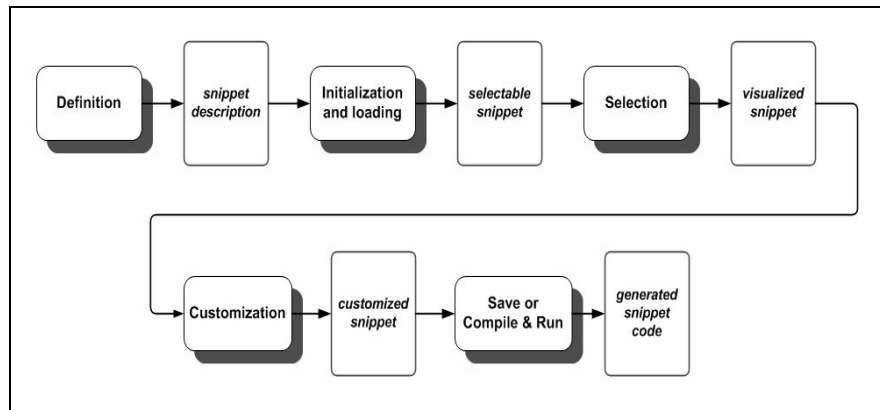 Definition
snippet
description
Initialization
and loading
selectable
snippet
Selection
visualized
snippet
Customization
customized
snippet
Save or
Compile & Run
generated
snippet
code